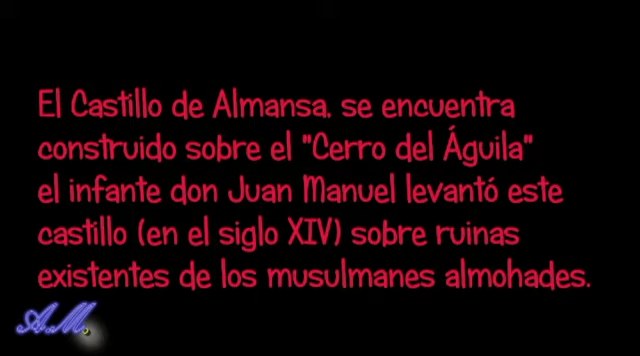 El Castillo de Almansa. se encuentra
construido sobre el "Cerro del Águila"
el infante don Juan Manuel levantó este
castillo (en el siglo XIV) sobre ruinas
existentes de los musulmanes almohades.
A.M.